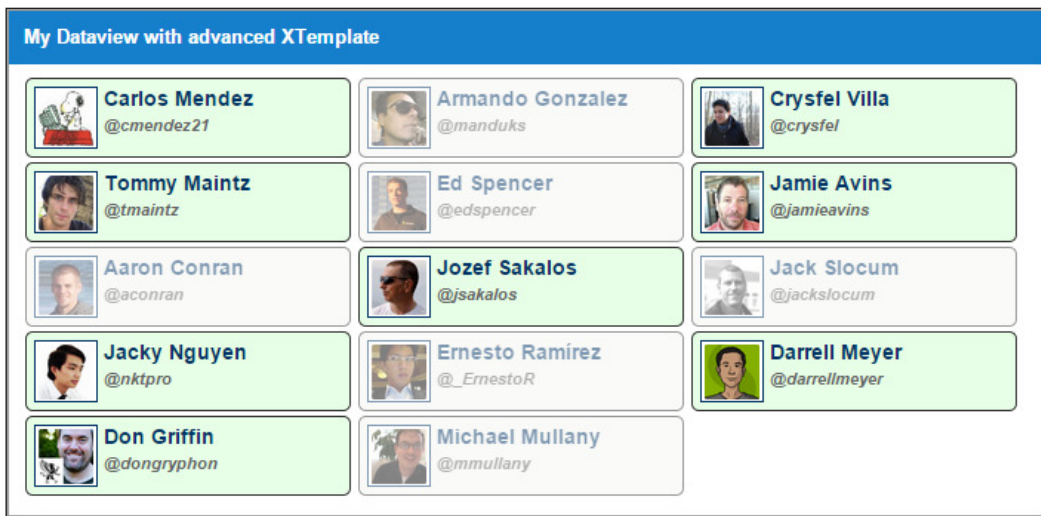 My Dataview with advanced XTemplate
Carlos Mendez
@cmendez21
Armando Gonzalez
@manduks
Crysfel Villa
@crysfel
Tommy Maintz
@tmaintz
Ed Spencer
@edspencer
Jamie Avins
@jamieavins
Aaron Conran
@aconran
Jozef Sakalos
@jsakalos
Jack Slocum
@jackslocum
Jacky Nguyen
@nktpro
Ernesto Ramírez
@_ErnestoR
Darrell Meyer
@darrellmeyer
Don Griffin
@dongryphon
Michael Mullany
@mmullany